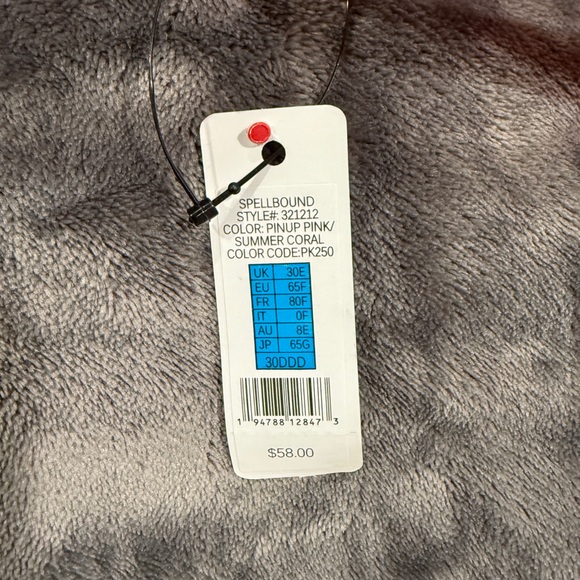 SPELLBOUND
STYLE#: 321212
COLOR: PINUP PINK/
SUMMER CORAL
COLOR CODE:PK250
UK 30E
EU 65F
FR 80F
IT 0F
AU 8E
JP 65G
30DDD
1 94788 12847 3
$58.00